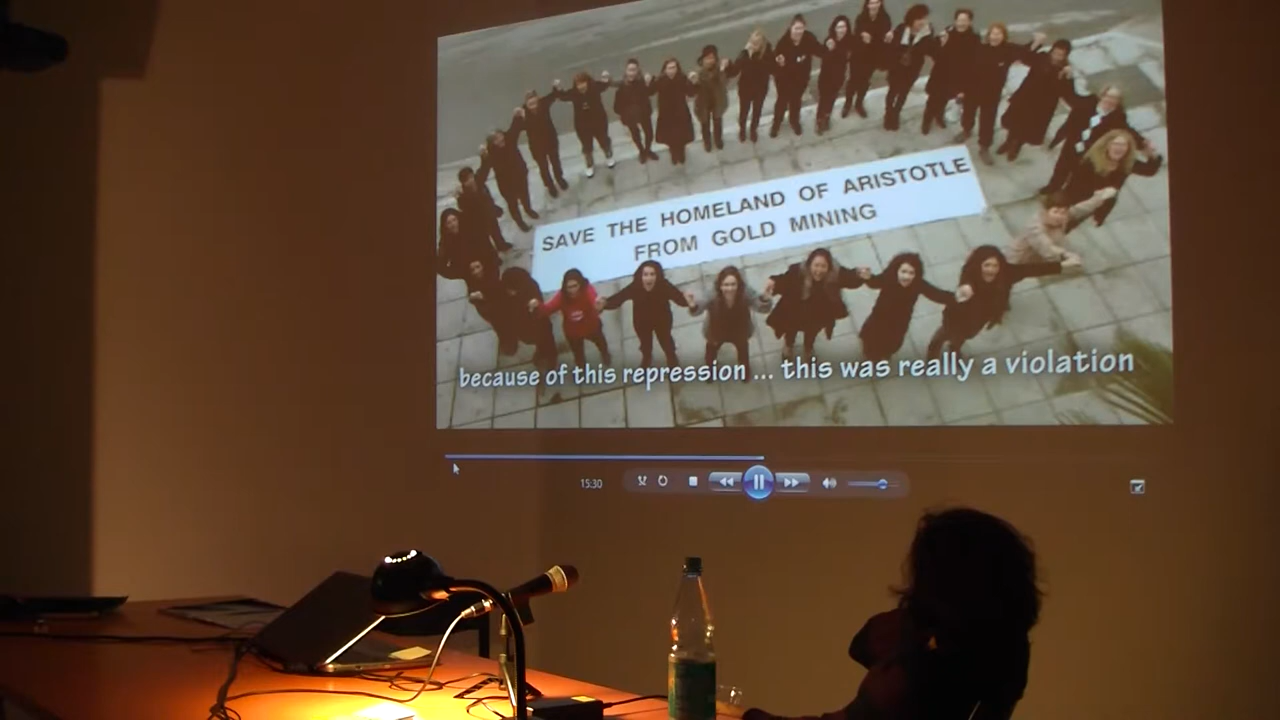 SAVE THE HOMELAND OF ARISTOTLE
FROM GOLD MINING
because of this repression ... this was really a violation
15:30